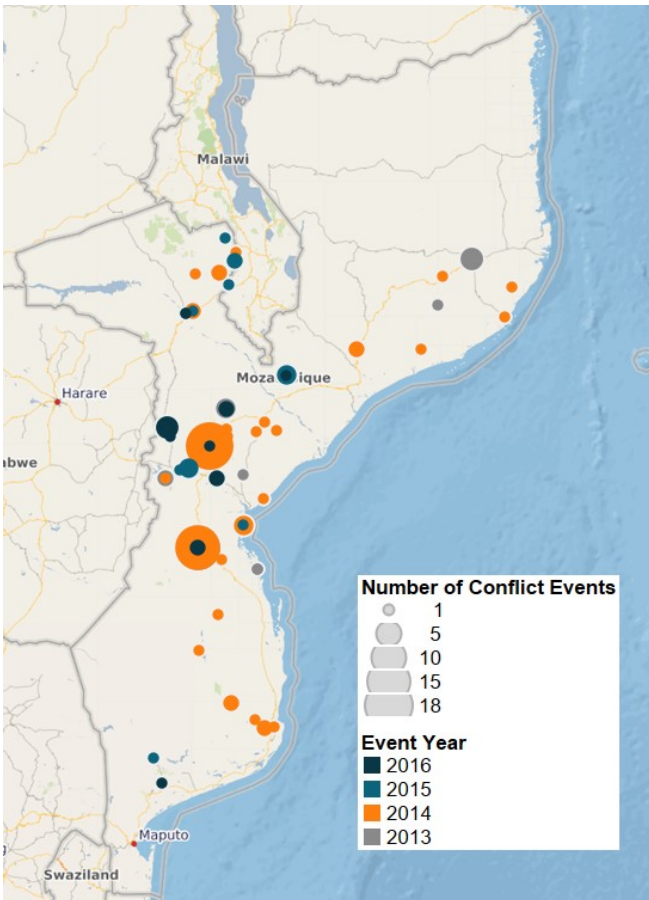 Malawi
Harare
Moza ique
abwe
Number of Conflict Events
1
5
10
15
18
Event Year
2016
2015
2014
2013
Maputo
Swaziland